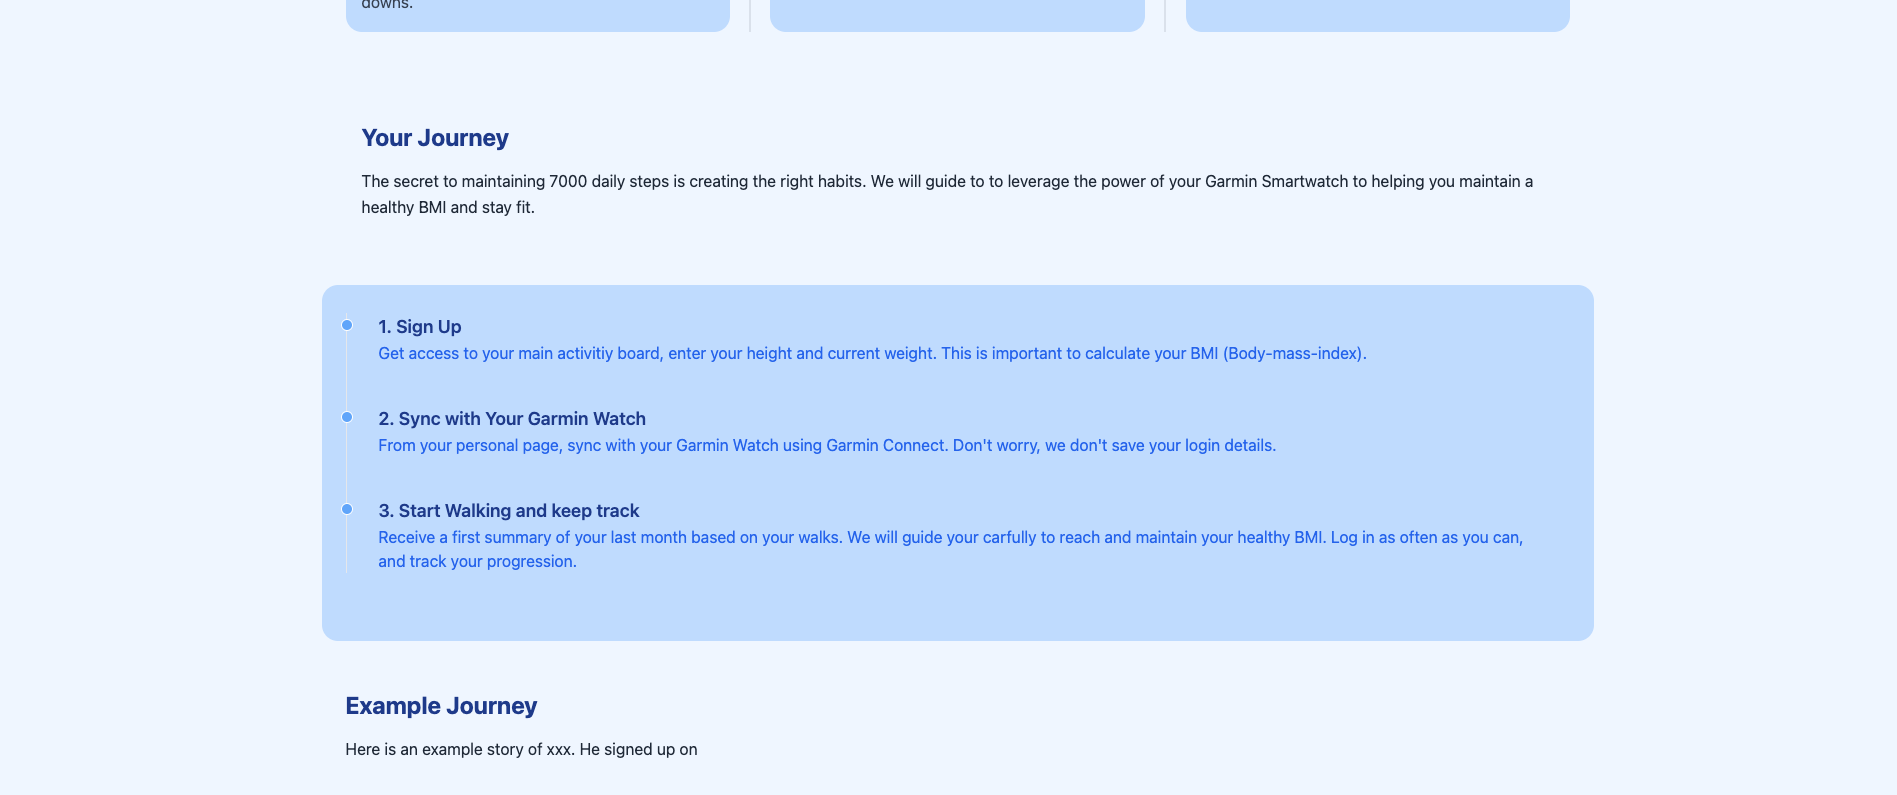 downs.
Your Journey
The secret to maintaining 7000 daily steps is creating the right habits. We will guide to to leverage the power of your Garmin Smartwatch to helping you maintain a
healthy BMI and stay fit.
1. Sign Up
Get access to your main activitiy board, enter your height and current weight. This is important to calculate your BMI (Body-mass-index).
2. Sync with Your Garmin Watch
From your personal page, sync with your Garmin Watch using Garmin Connect. Don't worry, we don't save your login details.
3. Start Walking and keep track
Receive a first summary of your last month based on your walks. We will guide your carfully to reach and maintain your healthy BMI. Log in as often as you can,
and track your progression.
Example Journey
Here is an example story of xxx. He signed up on